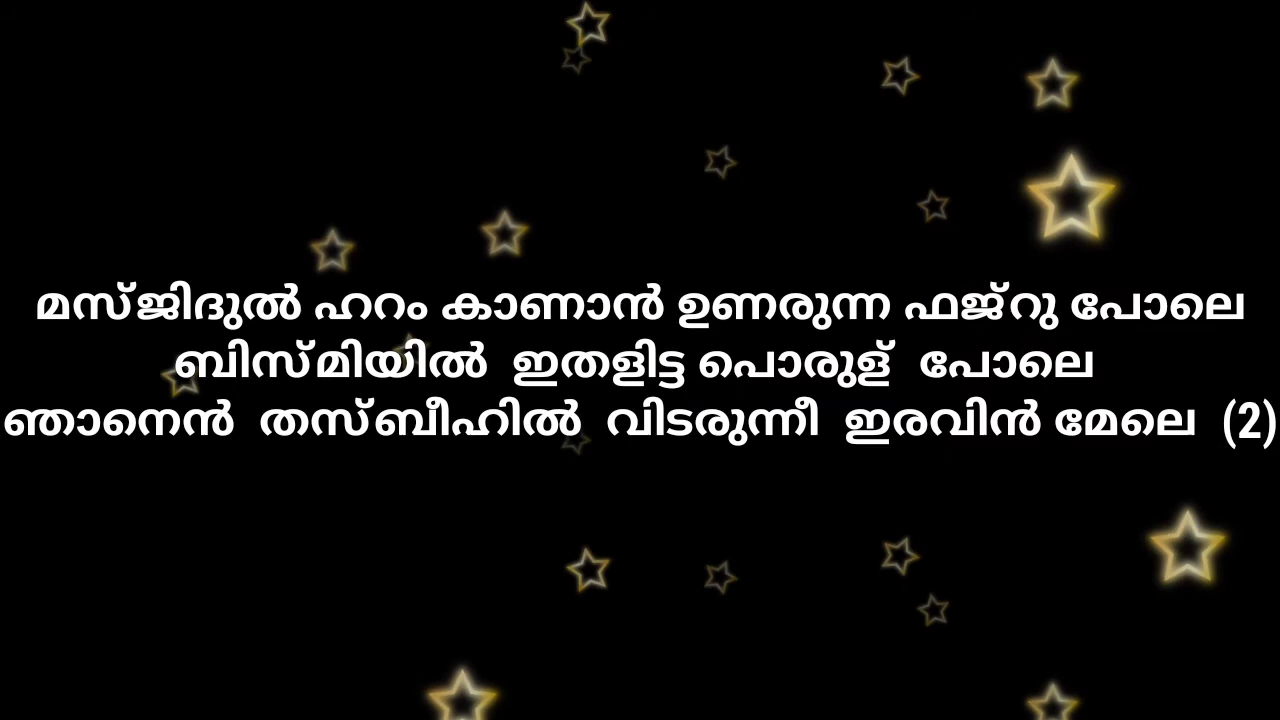 മസ്ജിദുൽ ഹറം കാണാൻ ഉണരുന്ന ഫജ്റു പോലെ
ബിസ്മിയിൽ ഇതളിട്ട പൊരുള് പോലെ
ഞാനെൻ തസ്ബീഹിൽ വിടരുന്നീ ഇരവിൻ മേലെ (2)